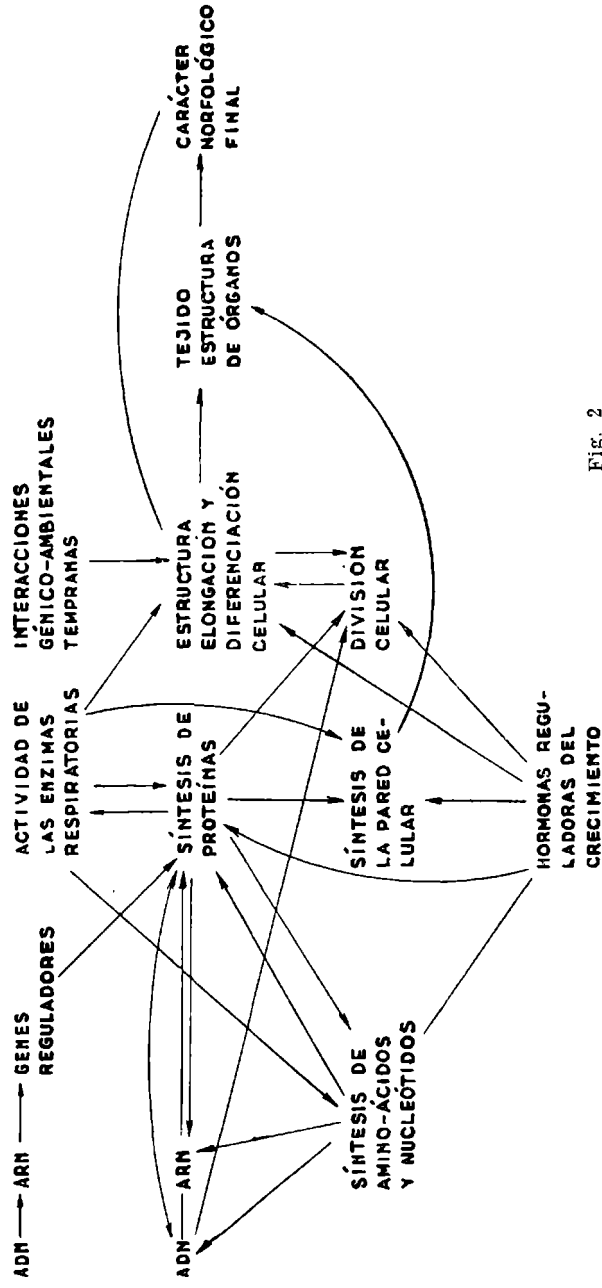 ADN ARN GENES
REGULADORES
ACTIVIDAD DE
LAS ENZIMAS
RESPIRATORIAS
INTERACCIONES
GÉNICO-AMBIENTALES
TEMPRANAS
ADN ARN
SÍNTESIS DE
PROTEÍNAS
ESTRUCTURA
ELONGACIÓN Y
DIFERENCIACIÓN
CELULAR
TEJIDO
ESTRUCTURA
DE ÓRGANOS
CARÁCTER
NORFOLÓGICO
FINAL
SÍNTESIS DE
AMINO-ÁCIDOS
Y NUCLEÓTIDOS
SÍNTESIS DE
LA PARED CE-
LULAR
DIVISIÓN
CELULAR
HORMONAS REGU-
LADORAS DEL
CRECIMIENTO
Fig. 2